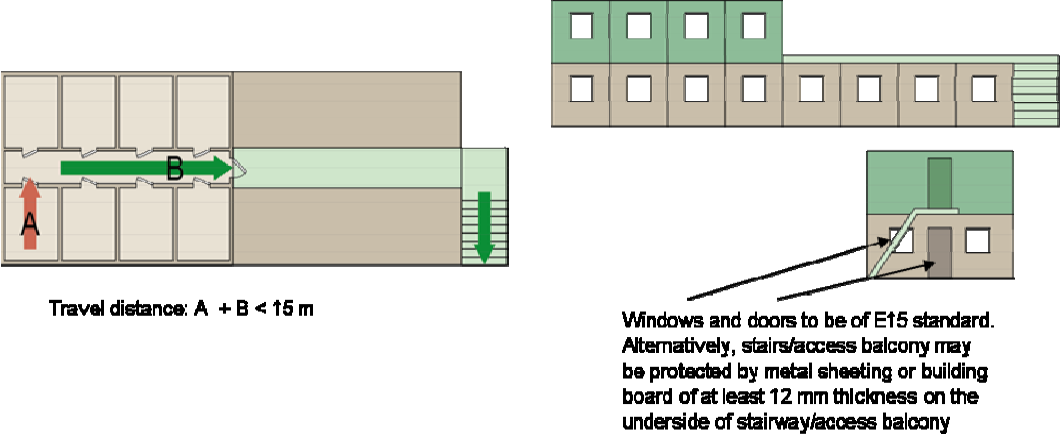 B
A
Travel distance: A + B < 15 m
Windows and doors to be of E15 standard.
Alternatively, stairs/access balcony may
be protected by metal sheeting or building
board of at least 12 mm thickness on the
underside of stairway/access balcony